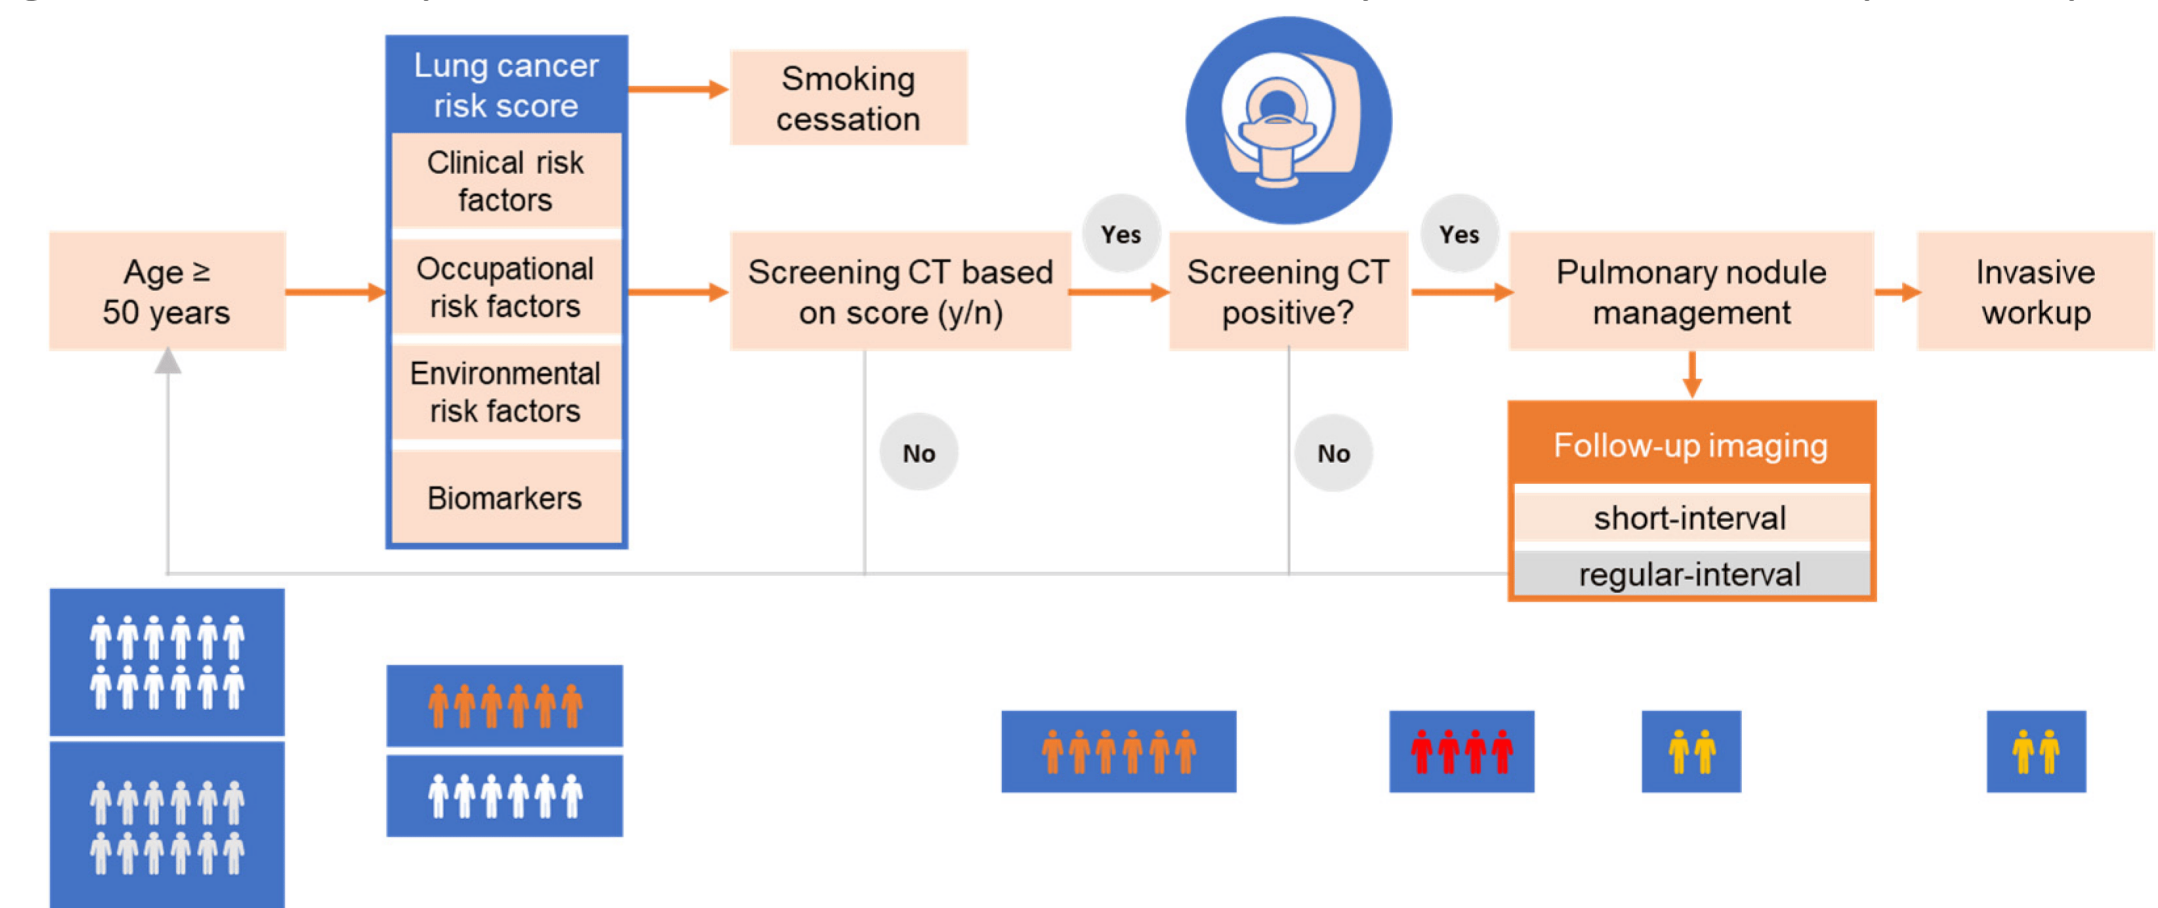 Lung cancer
risk score
Clinical risk
factors
Occupational
risk factors
Environmental
risk factors
Biomarkers
Smoking
cessation
Age ≥
50 years
Screening CT based
on score (y/n)
Yes
Screening CT
positive?
Yes
Pulmonary nodule
management
Invasive
workup
No
No
Follow-up imaging
short-interval
regular-interval